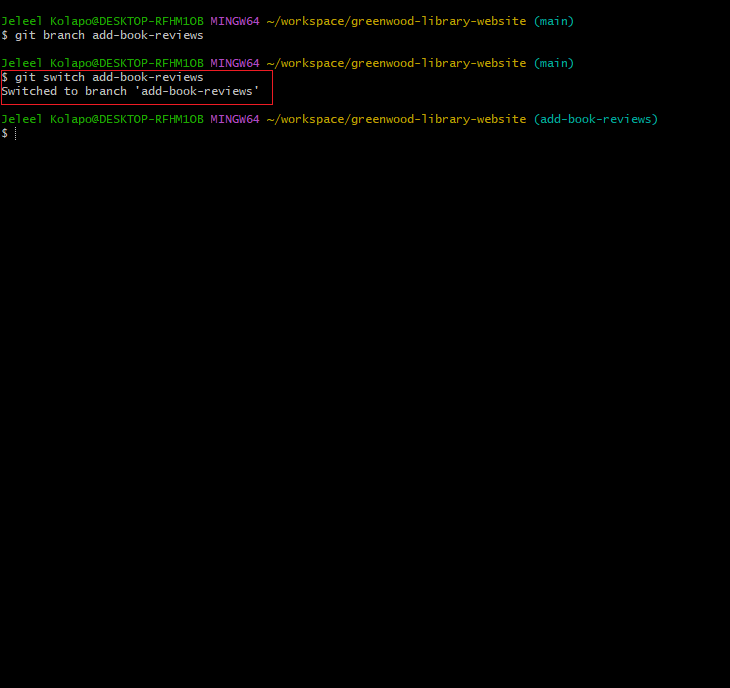 Jeleel Kolapo@DESKTOP-RFHM1OB MINGW64 ~/workspace/greenwood-library-website (main)
$ git branch add-book-reviews
Jeleel Kolapo@DESKTOP-RFHM1OB MINGW64 ~/workspace/greenwood-library-website (main)
$ git switch add-book-reviews
Switched to branch 'add-book-reviews'
Jeleel Kolapo@DESKTOP-RFHM1OB MINGW64 ~/workspace/greenwood-library-website (add-book-reviews)
$